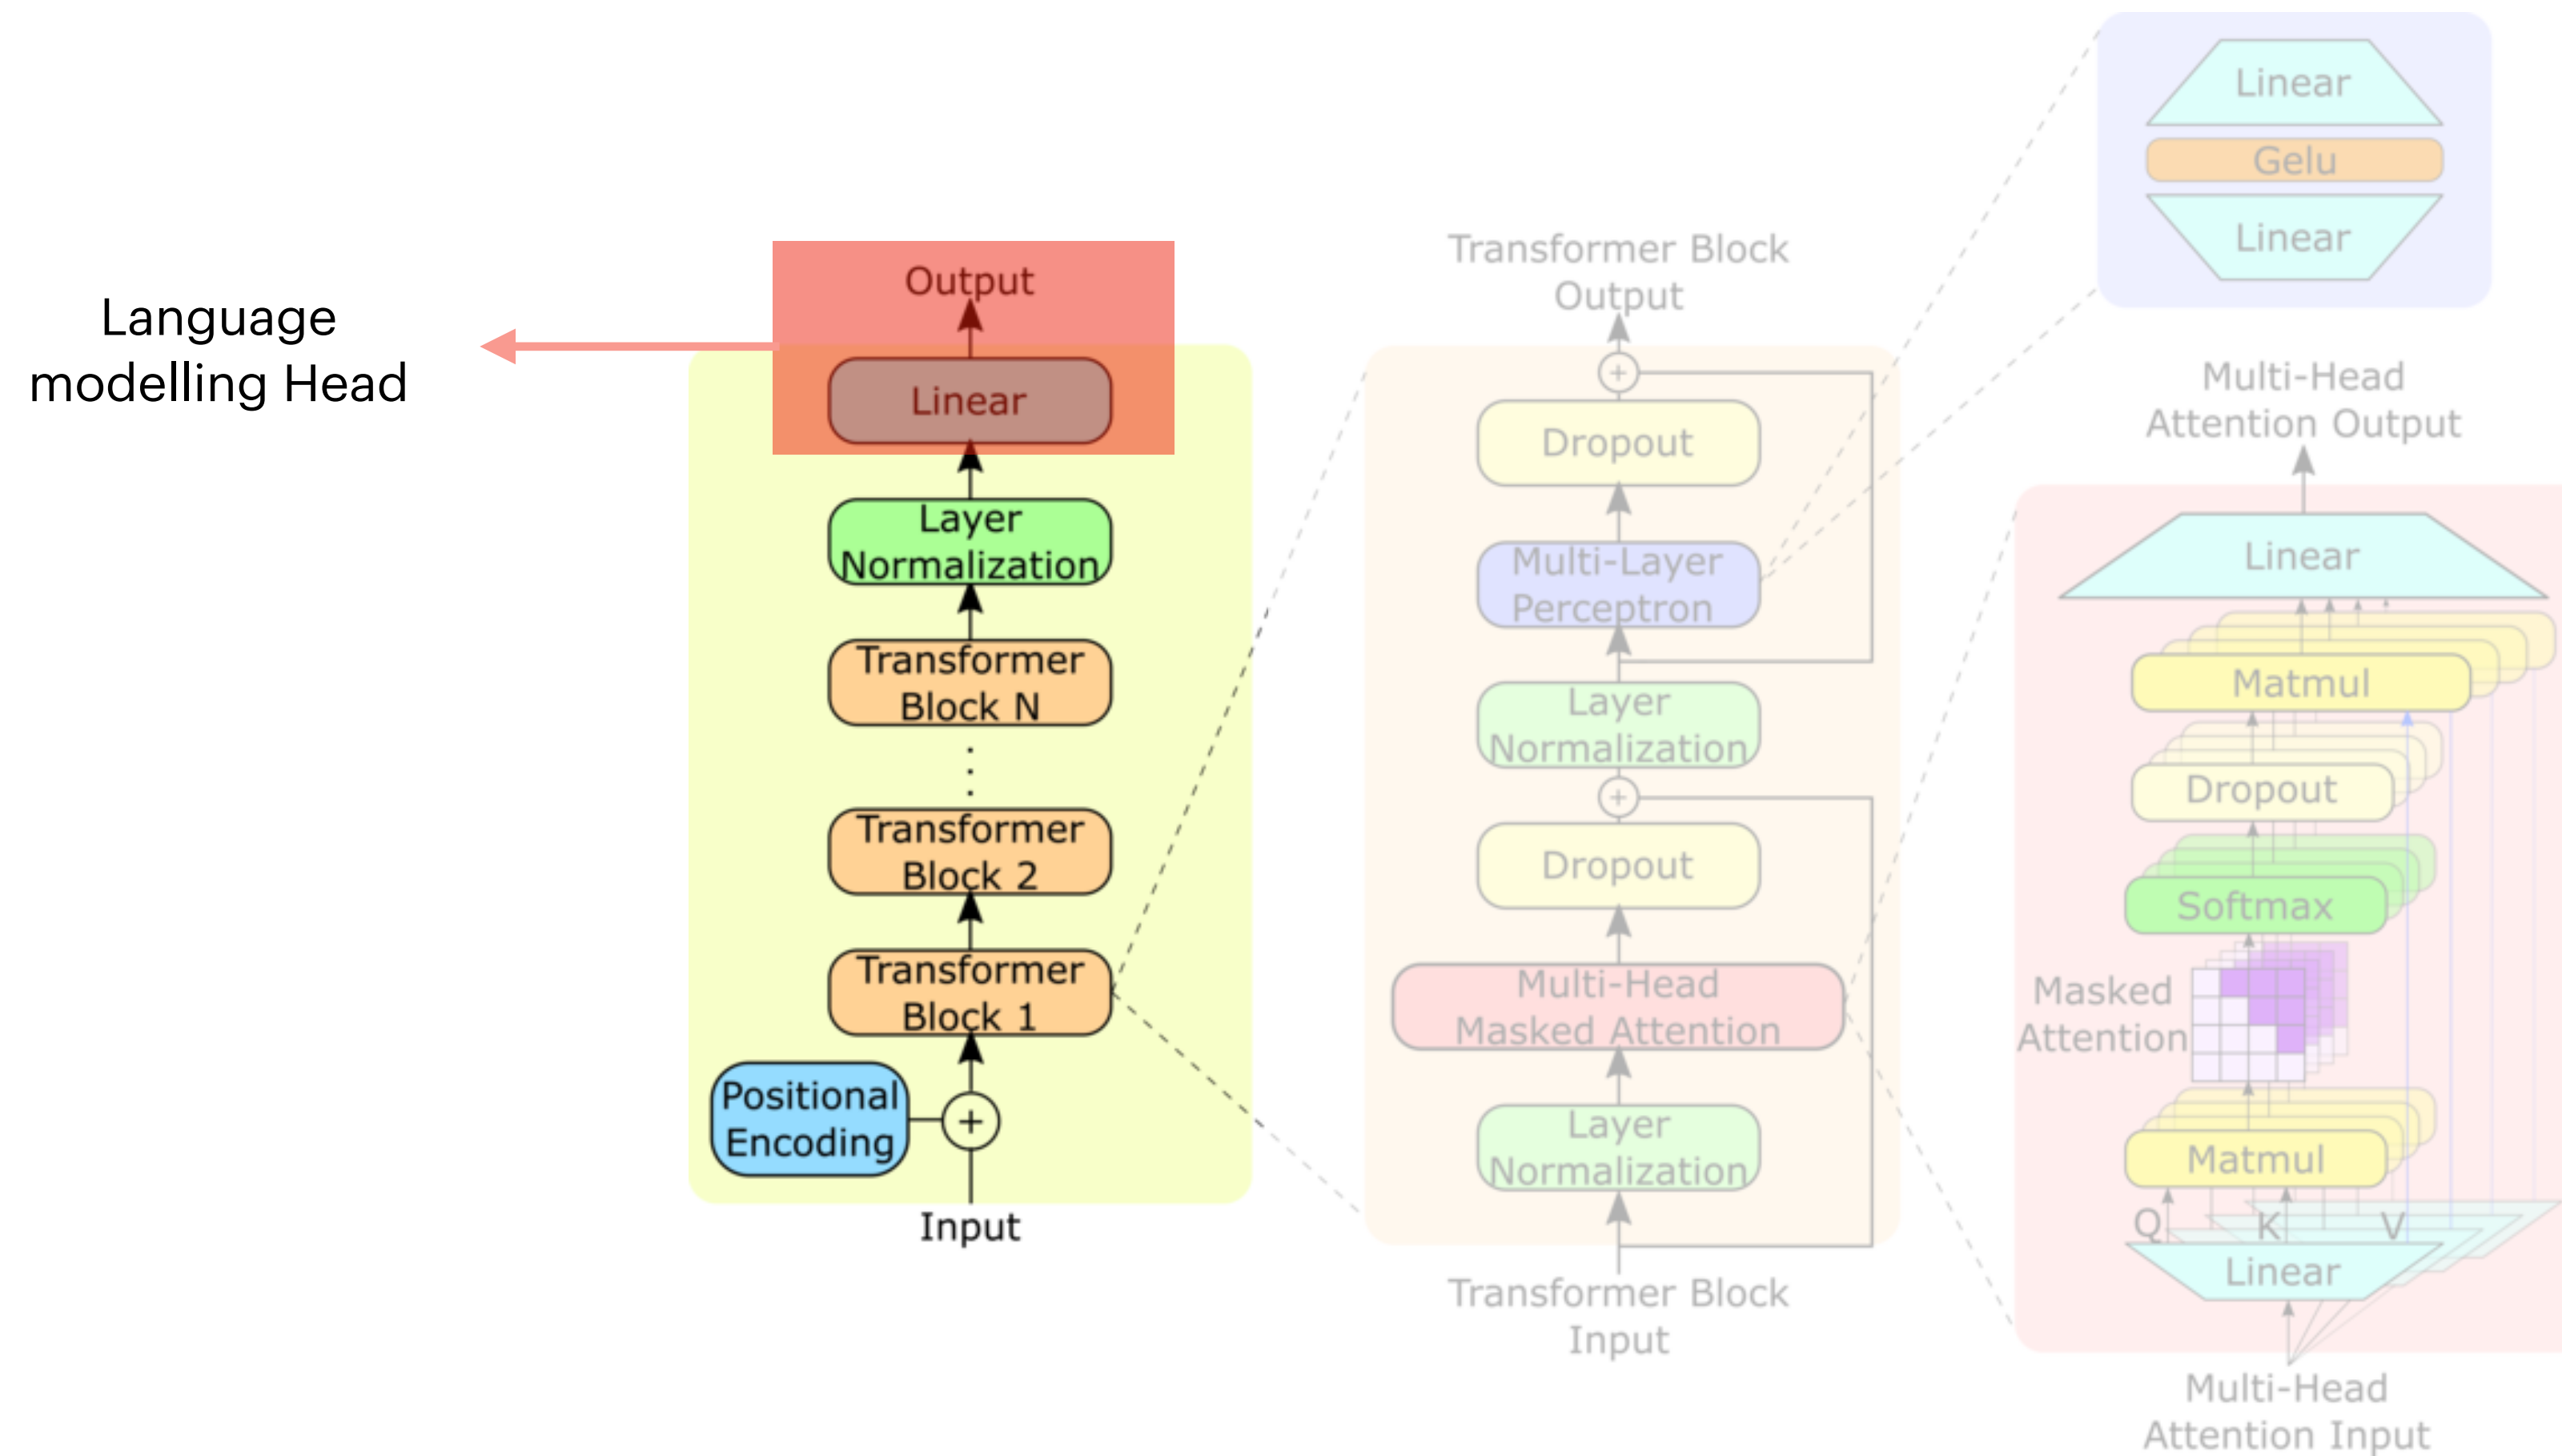 Language
modelling Head
Output
Linear
Layer
Normalization
Transformer
Block N
Transformer
Block 2
Transformer
Block 1
Positional
Encoding
+
Input
Transformer Block
Output
+
Dropout
Multi-Layer
Perceptron
Layer
Normalization
+
Dropout
Multi-Head
Masked Attention
Layer
Normalization
Transformer Block
Input
Linear
Gelu
Linear
Multi-Head
Attention Output
Linear
Matmul
Dropout
Softmax
Masked
Attention
Matmul
Q K V
Linear
Multi-Head
Attention Input